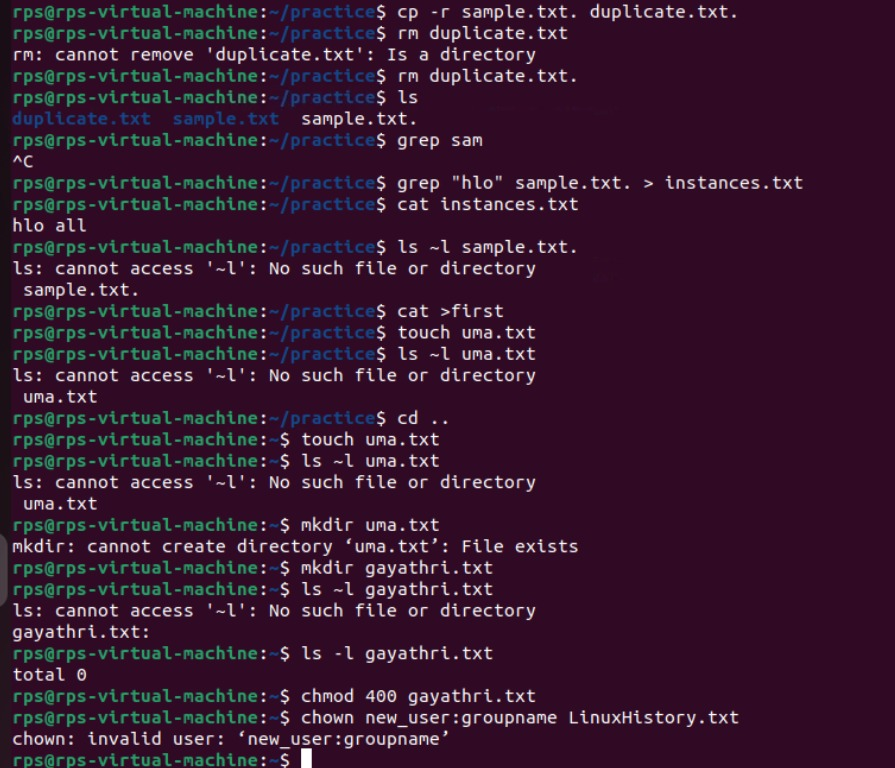 rps@rps-virtual-machine:~/practice$ cp -r sample.txt. duplicate.txt.
rps@rps-virtual-machine:~/practice$ rm duplicate.txt
rm: cannot remove 'duplicate.txt': Is a directory
rps@rps-virtual-machine:~/practice$ rm duplicate.txt.
rps@rps-virtual-machine:~/practice$ ls
duplicate.txt  sample.txt  sample.txt.
rps@rps-virtual-machine:~/practice$ grep sam
^C
rps@rps-virtual-machine:~/practice$ grep "hlo" sample.txt. > instances.txt
rps@rps-virtual-machine:~/practice$ cat instances.txt
hlo all
rps@rps-virtual-machine:~/practice$ ls ~l sample.txt.
ls: cannot access '~l': No such file or directory
 sample.txt.
rps@rps-virtual-machine:~/practice$ cat >first
rps@rps-virtual-machine:~/practice$ touch uma.txt
rps@rps-virtual-machine:~/practice$ ls ~l uma.txt
ls: cannot access '~l': No such file or directory
 uma.txt
rps@rps-virtual-machine:~/practice$ cd ..
rps@rps-virtual-machine:~$ touch uma.txt
rps@rps-virtual-machine:~$ ls ~l uma.txt
ls: cannot access '~l': No such file or directory
 uma.txt
rps@rps-virtual-machine:~$ mkdir uma.txt
mkdir: cannot create directory ‘uma.txt’: File exists
rps@rps-virtual-machine:~$ mkdir gayathri.txt
rps@rps-virtual-machine:~$ ls ~l gayathri.txt
ls: cannot access '~l': No such file or directory
gayathri.txt:
rps@rps-virtual-machine:~$ ls -l gayathri.txt
total 0
rps@rps-virtual-machine:~$ chmod 400 gayathri.txt
rps@rps-virtual-machine:~$ chown new_user:groupname LinuxHistory.txt
chown: invalid user: ‘new_user:groupname’
rps@rps-virtual-machine:~$